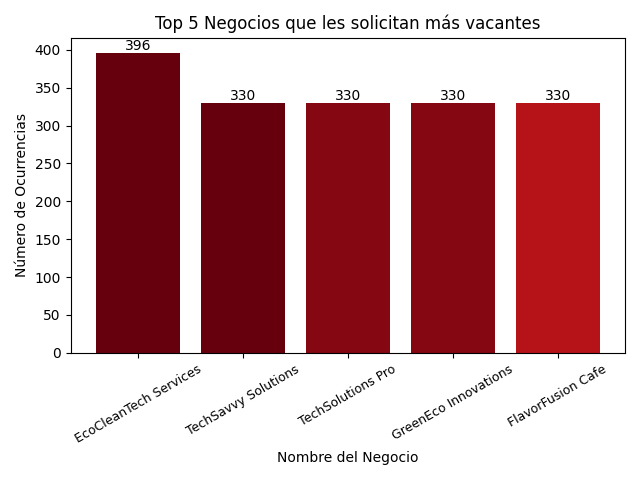 Top 5 Negocios que les solicitan más vacantes
Número de Ocurrencias
400
350
300
250
200
150
100
50
0
396
330
330
330
330
EcoCleanTech Services
TechSavvy Solutions
TechSolutions Pro
GreenEco Innovations
FlavorFusion Cafe
Nombre del Negocio